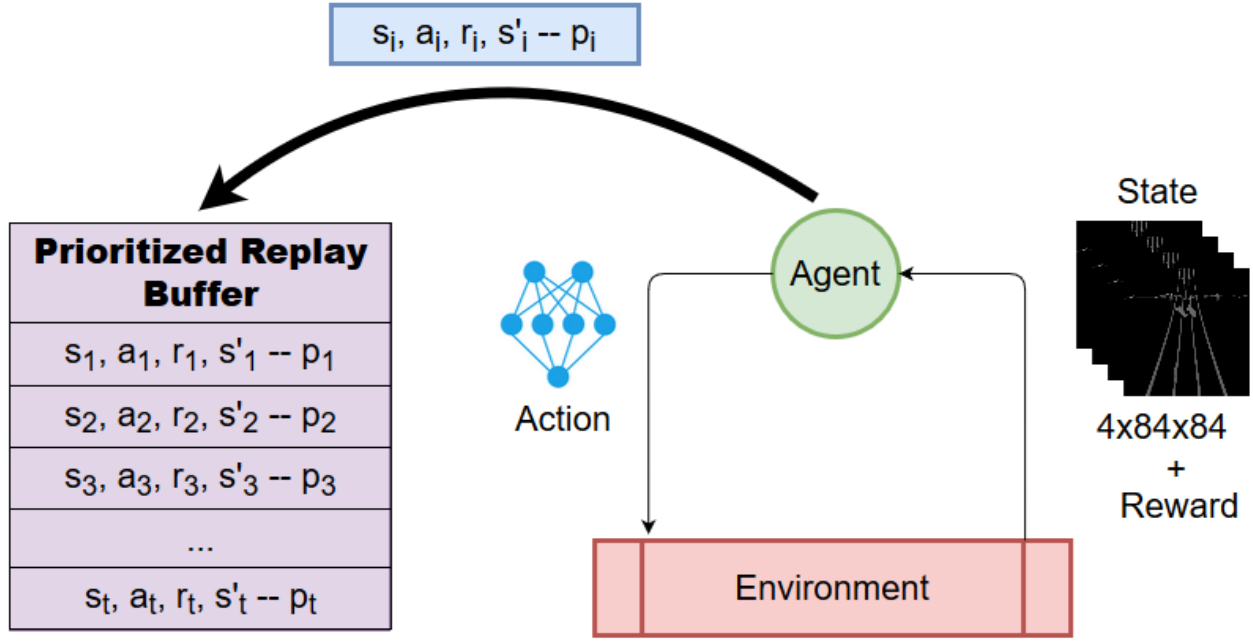 sᵢ, aᵢ, rᵢ, s'ᵢ -- pᵢ
Prioritized Replay
Buffer
s₁, a₁, r₁, s'₁ -- p₁
s₂, a₂, r₂, s'₂ -- p₂
s₃, a₃, r₃, s'₃ -- p₃
...
sₜ, aₜ, rₜ, s'ₜ -- pₜ
Action
Agent
Environment
State
4x84x84
+
Reward